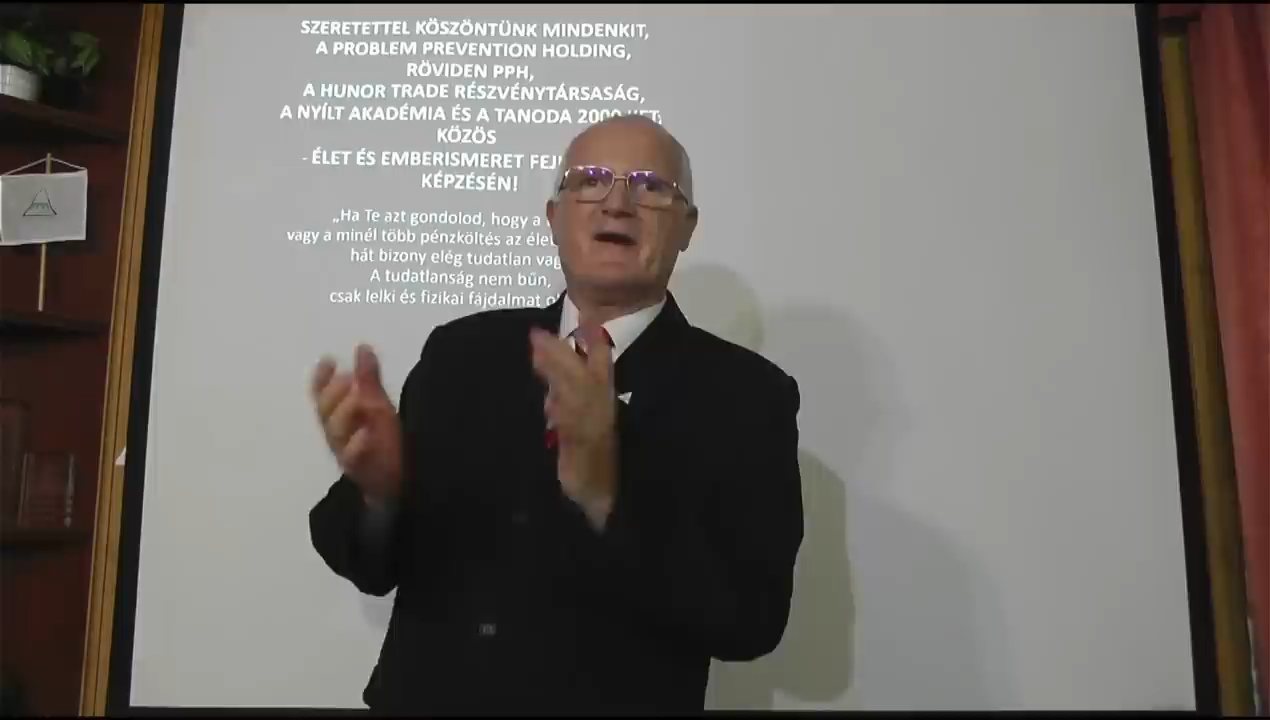 SZERETETTEL KÖSZÖNTÜNK MINDENKIT,
A PROBLEM PREVENTION HOLDING,
RÖVIDEN PPH,
A HUNOR TRADE RÉSZVÉNYTÁRSASÁG,
A NYÍLT AKADÉMIA ÉS A TANODA 2000 KFT.
KÖZÖS
- ÉLET ÉS EMBERISMERET
KÉPZÉSÉN!
„Ha Te azt gondolod, hogy a
vagy a minél több pénzköltés az
hát bizony elég tudatlan
A tudatlanság nem bűn,
csak lelki és fizikai fájdalmat